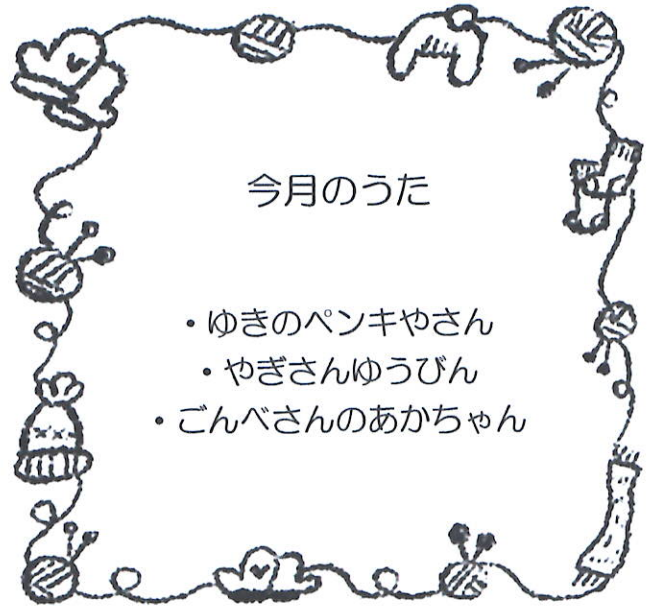 今月のうた
・ゆきのペンキやさん
・やぎさんゆうびん
・ごんべさんのあかちゃん